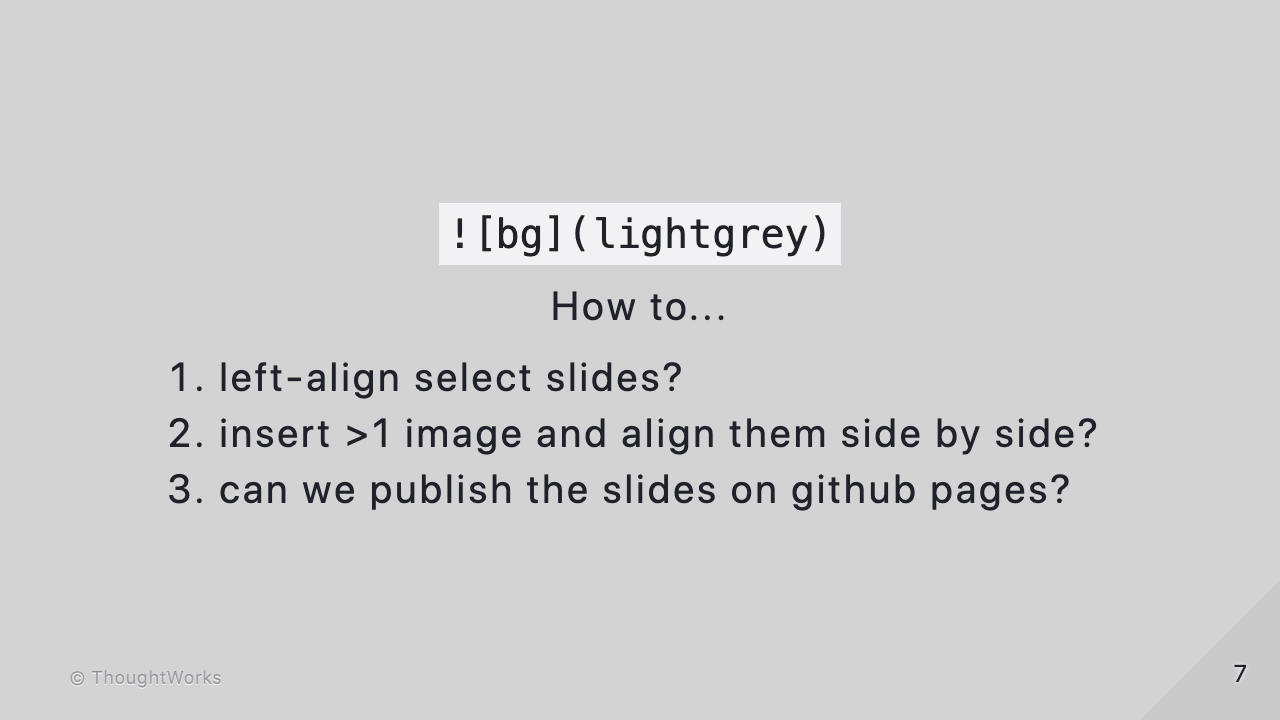 ![bg](lightgrey)
How to...
1. left-align select slides?
2. insert >1 image and align them side by side?
3. can we publish the slides on github pages?
© ThoughtWorks
7